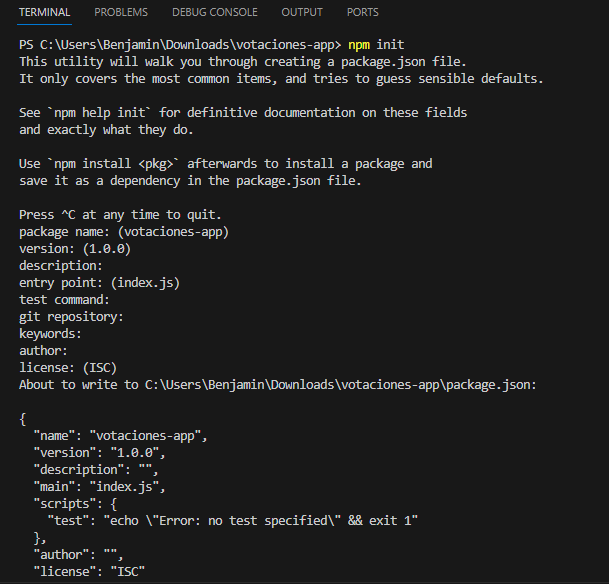 TERMINAL PROBLEMS DEBUG CONSOLE OUTPUT PORTS
PS C:\Users\Benjamin\Downloads\votaciones-app> npm init
This utility will walk you through creating a package.json file.
It only covers the most common items, and tries to guess sensible defaults.

See `npm help init` for definitive documentation on these fields
and exactly what they do.

Use `npm install <pkg>` afterwards to install a package and
save it as a dependency in the package.json file.

Press ^C at any time to quit.
package name: (votaciones-app)
version: (1.0.0)
description:
entry point: (index.js)
test command:
git repository:
keywords:
author:
license: (ISC)
About to write to C:\Users\Benjamin\Downloads\votaciones-app\package.json:

{
  "name": "votaciones-app",
  "version": "1.0.0",
  "description": "",
  "main": "index.js",
  "scripts": {
    "test": "echo \"Error: no test specified\" && exit 1"
  },
  "author": "",
  "license": "ISC"